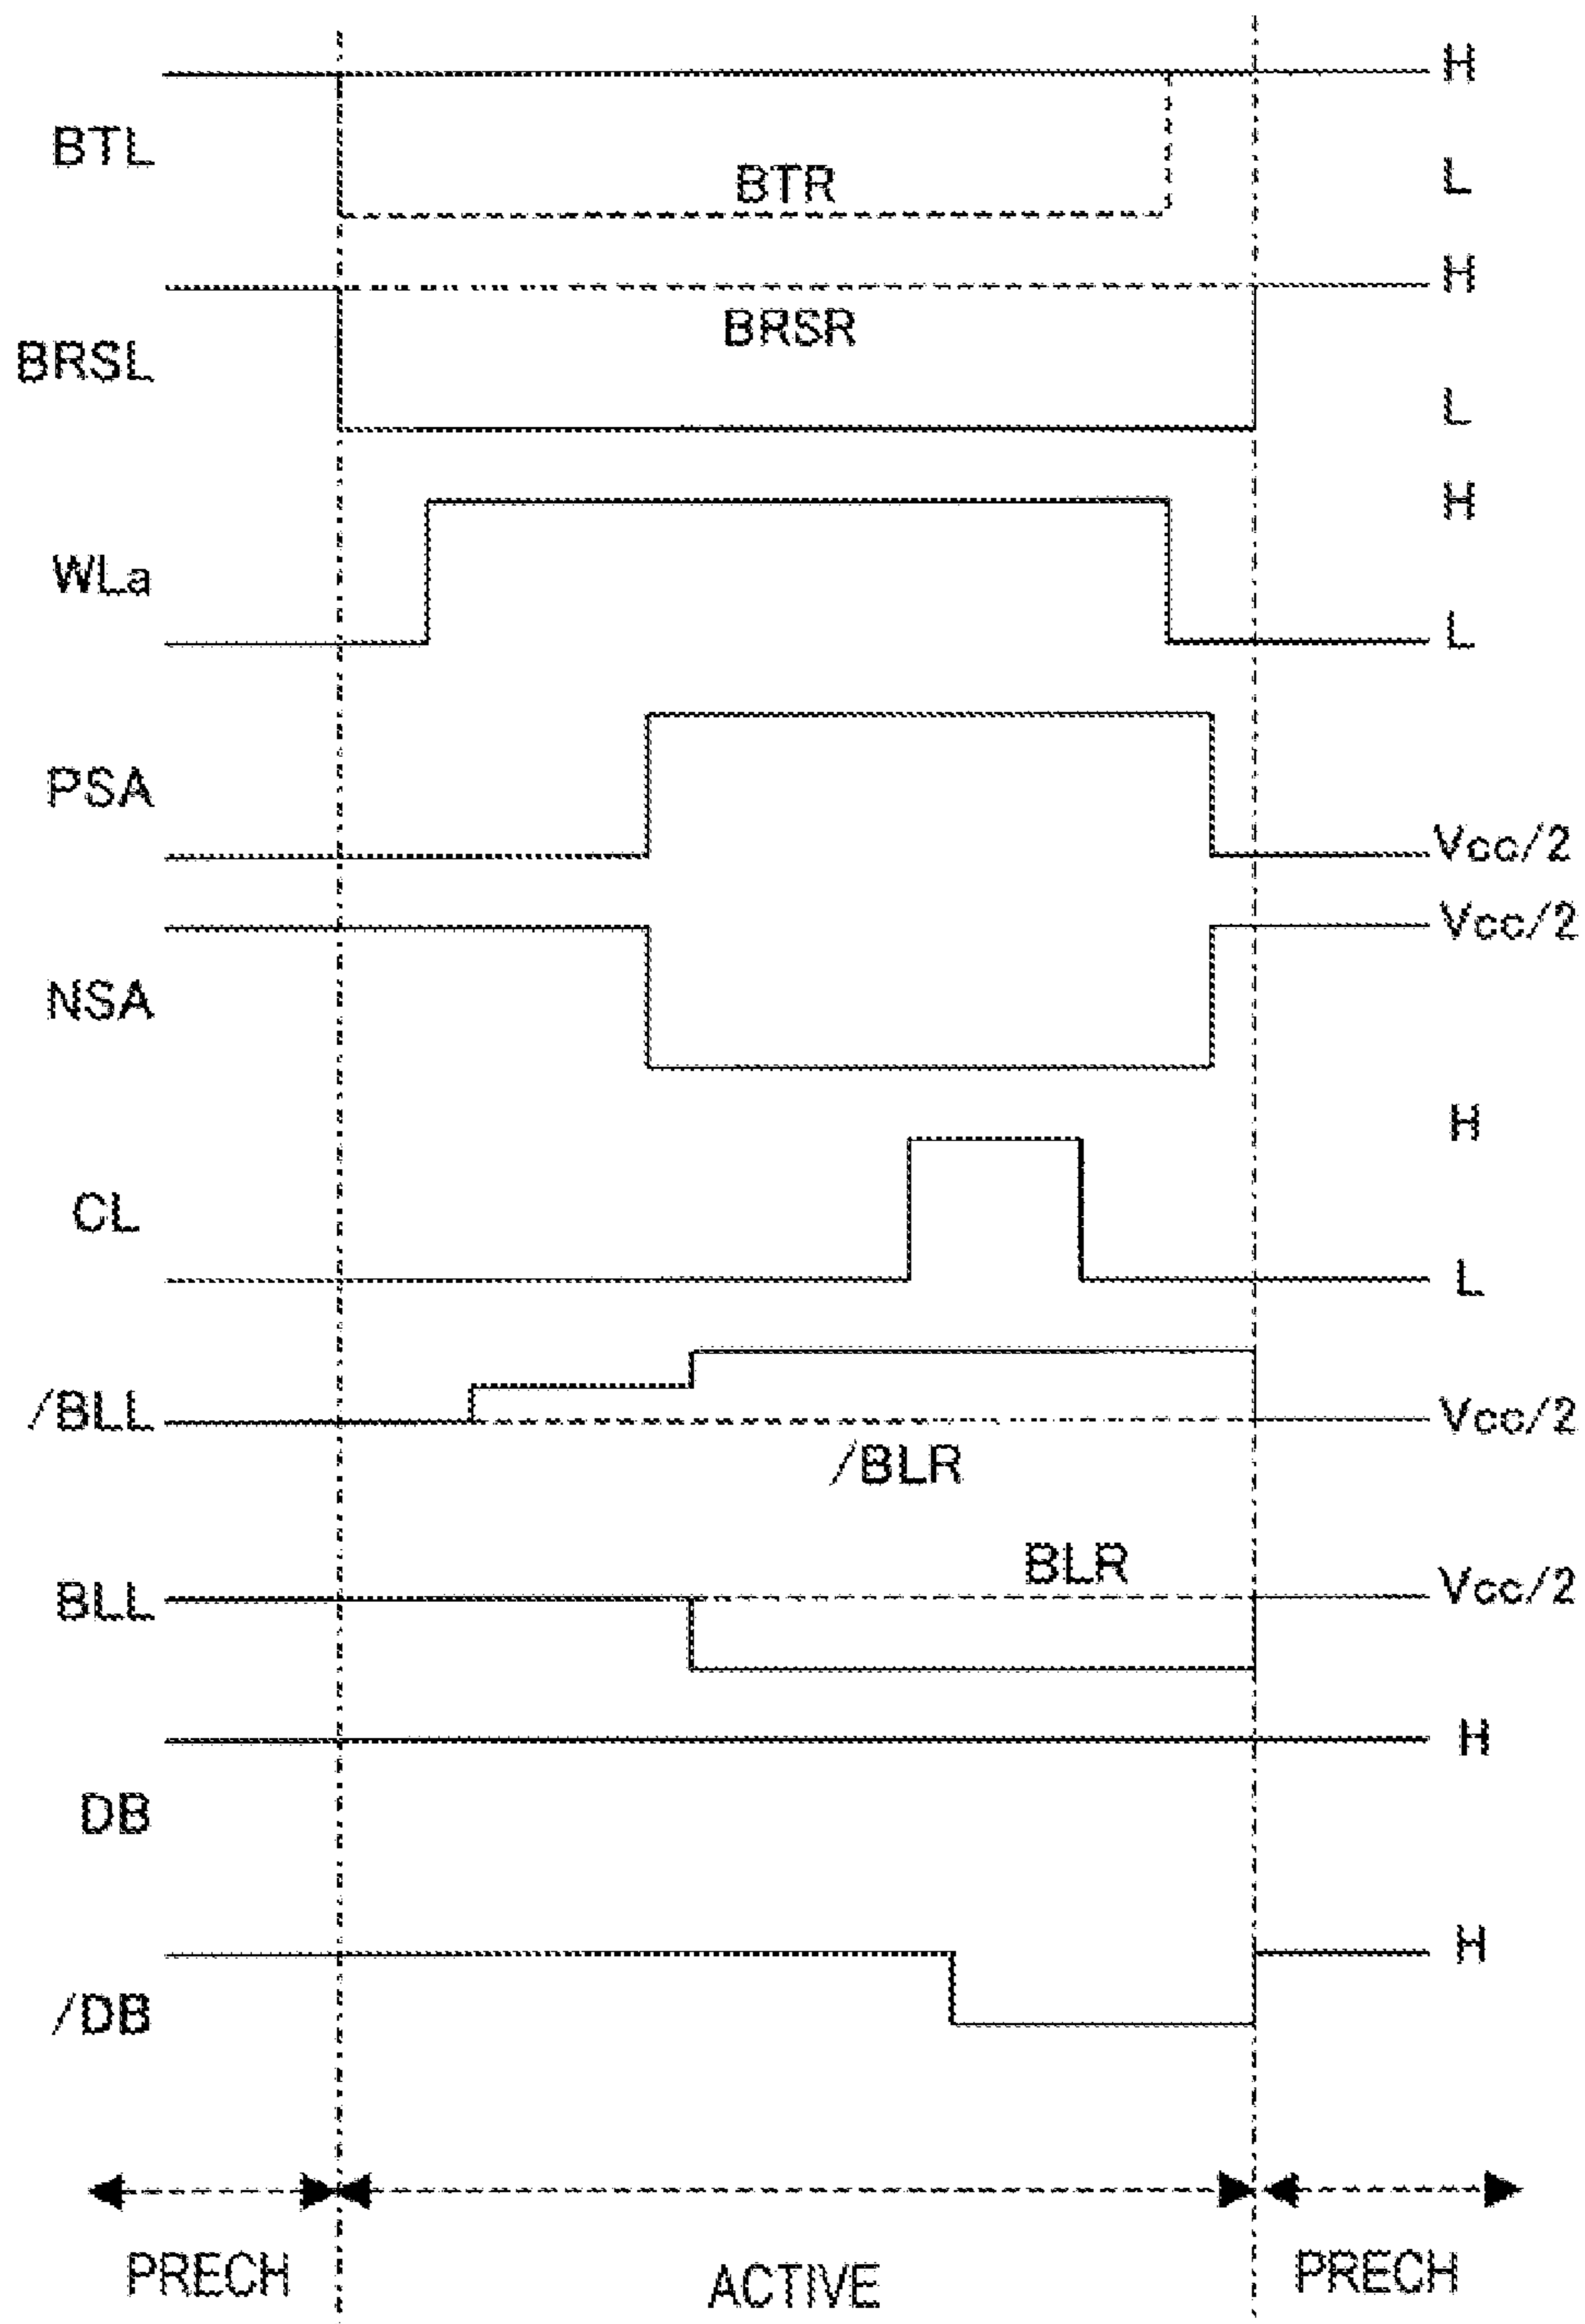 H
BTL
BTR
L
H
BRSR
BRSL
L
H
WLa
L
PSA
Vcc/2
Vcc/2
NSA
H
CL
L
/BLL
Vcc/2
/BLR
BLR
BLL
Vcc/2
H
DB
H
/DB
PRECH
ACTIVE
PRECH